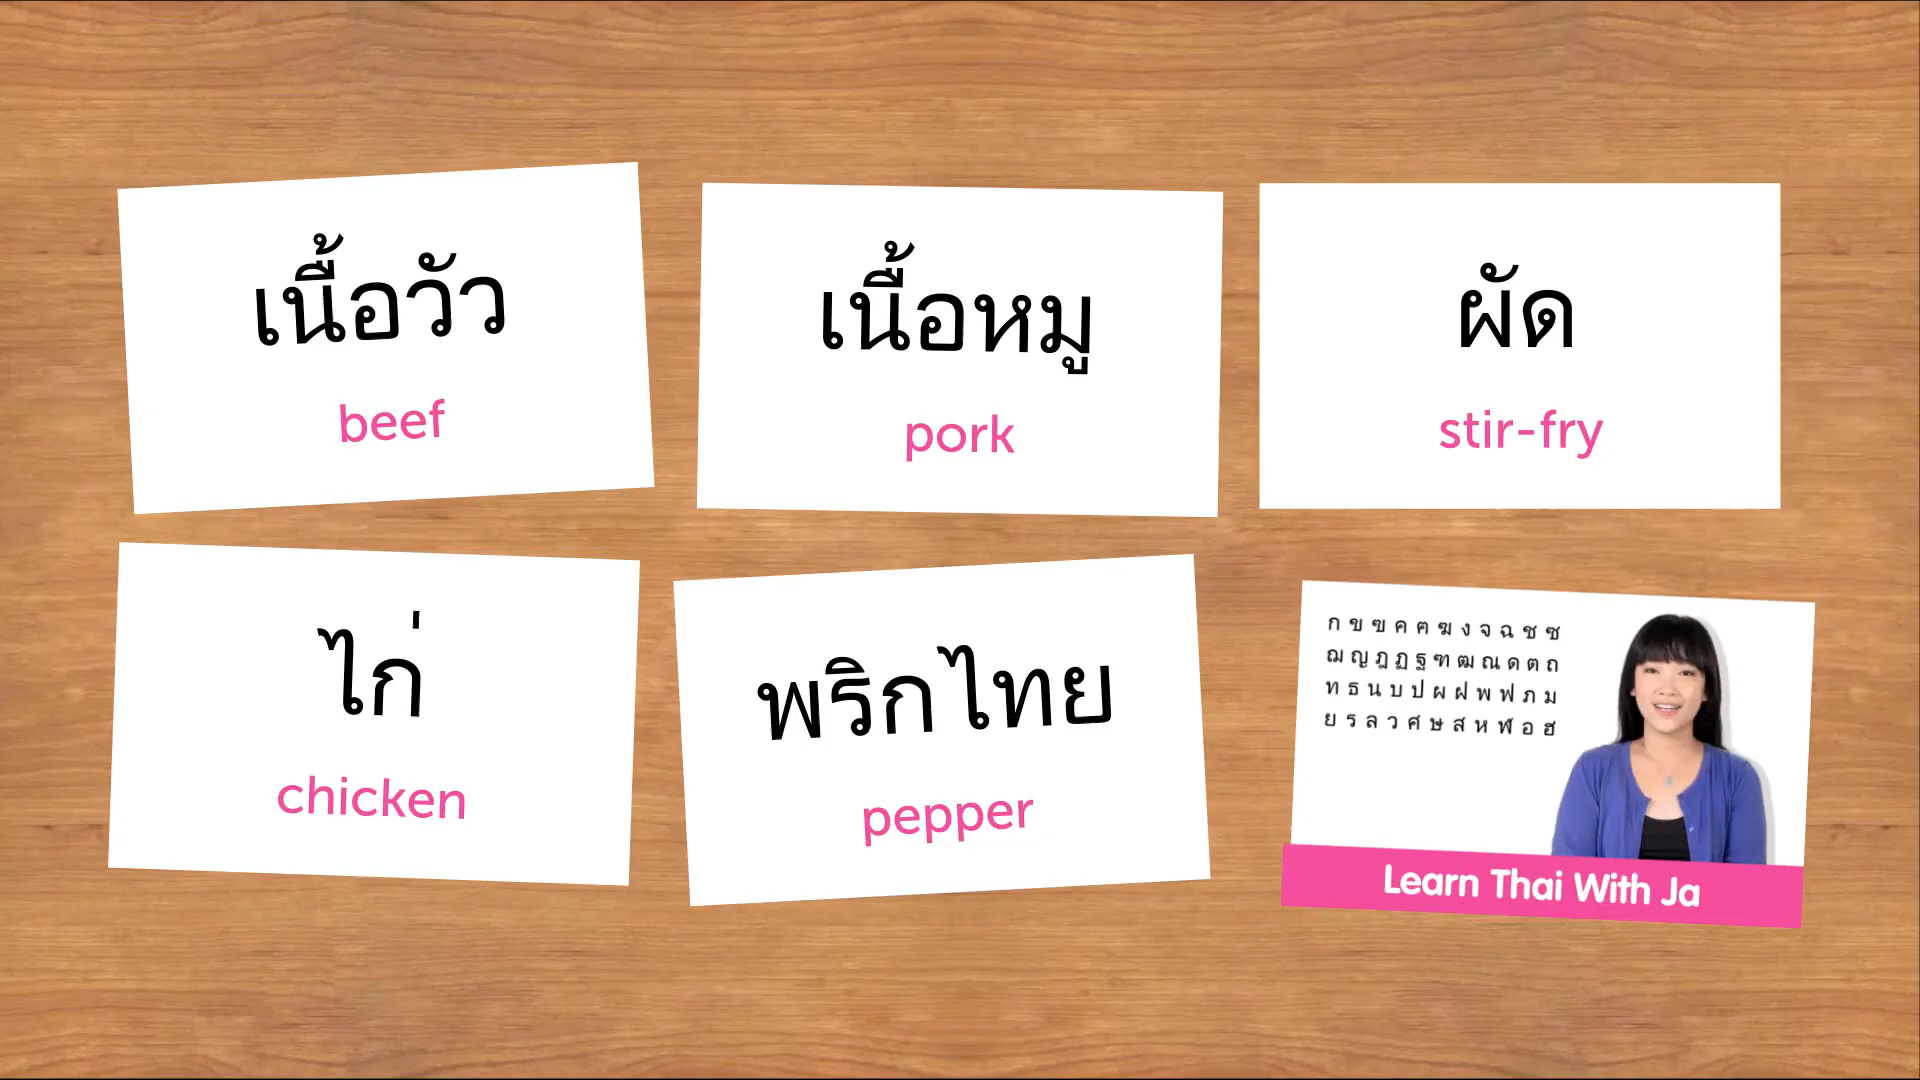 เนื้อวัว
beef
เนื้อหมู
pork
ผัด
stir-fry
ไก่
chicken
พริกไทย
pepper
ก ข ฃ ค ฅ ฆ ง จ ฉ ช ซ
ฌ ญ ฎ ฏ ฐ ฑ ฒ ณ ด ต ถ
ท ธ น บ ป ผ ฝ พ ฟ ภ ม
ย ร ล ว ศ ษ ส ห ฬ อ ฮ
Learn Thai With Ja